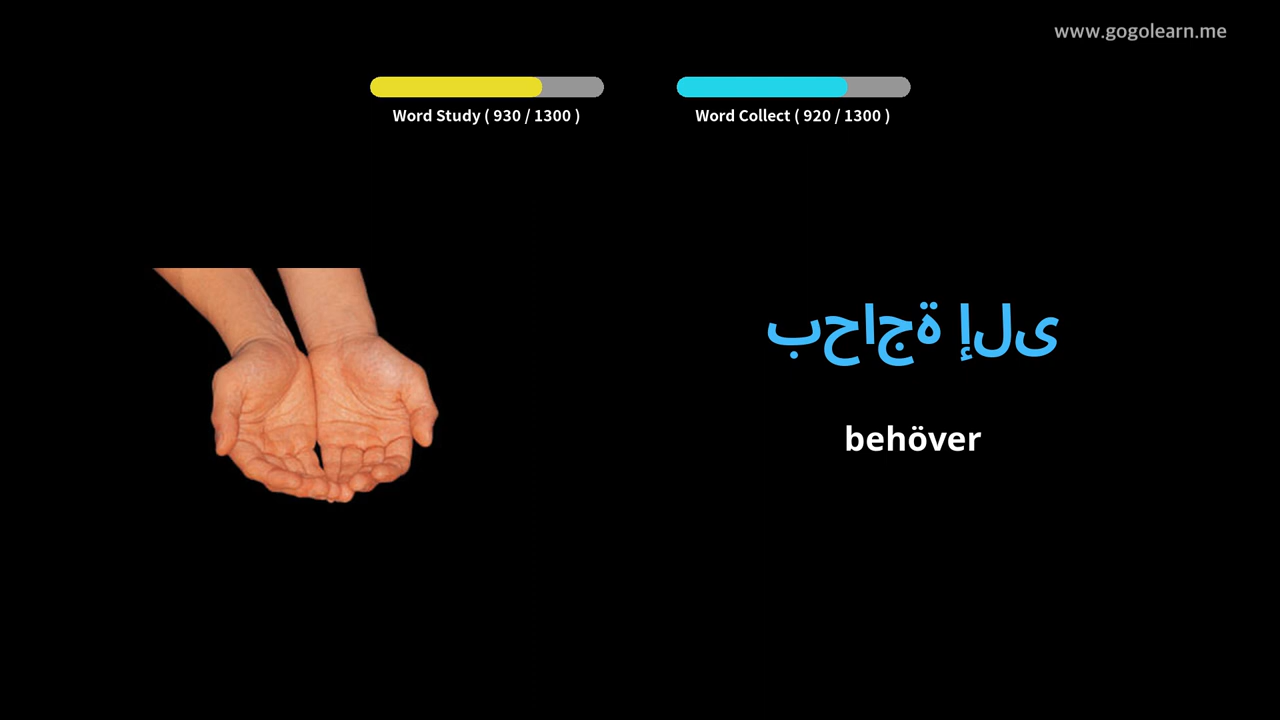 www.gogolearn.me
Word Study ( 930 / 1300 )
Word Collect ( 920 / 1300 )
بحاجة إلى
behöver